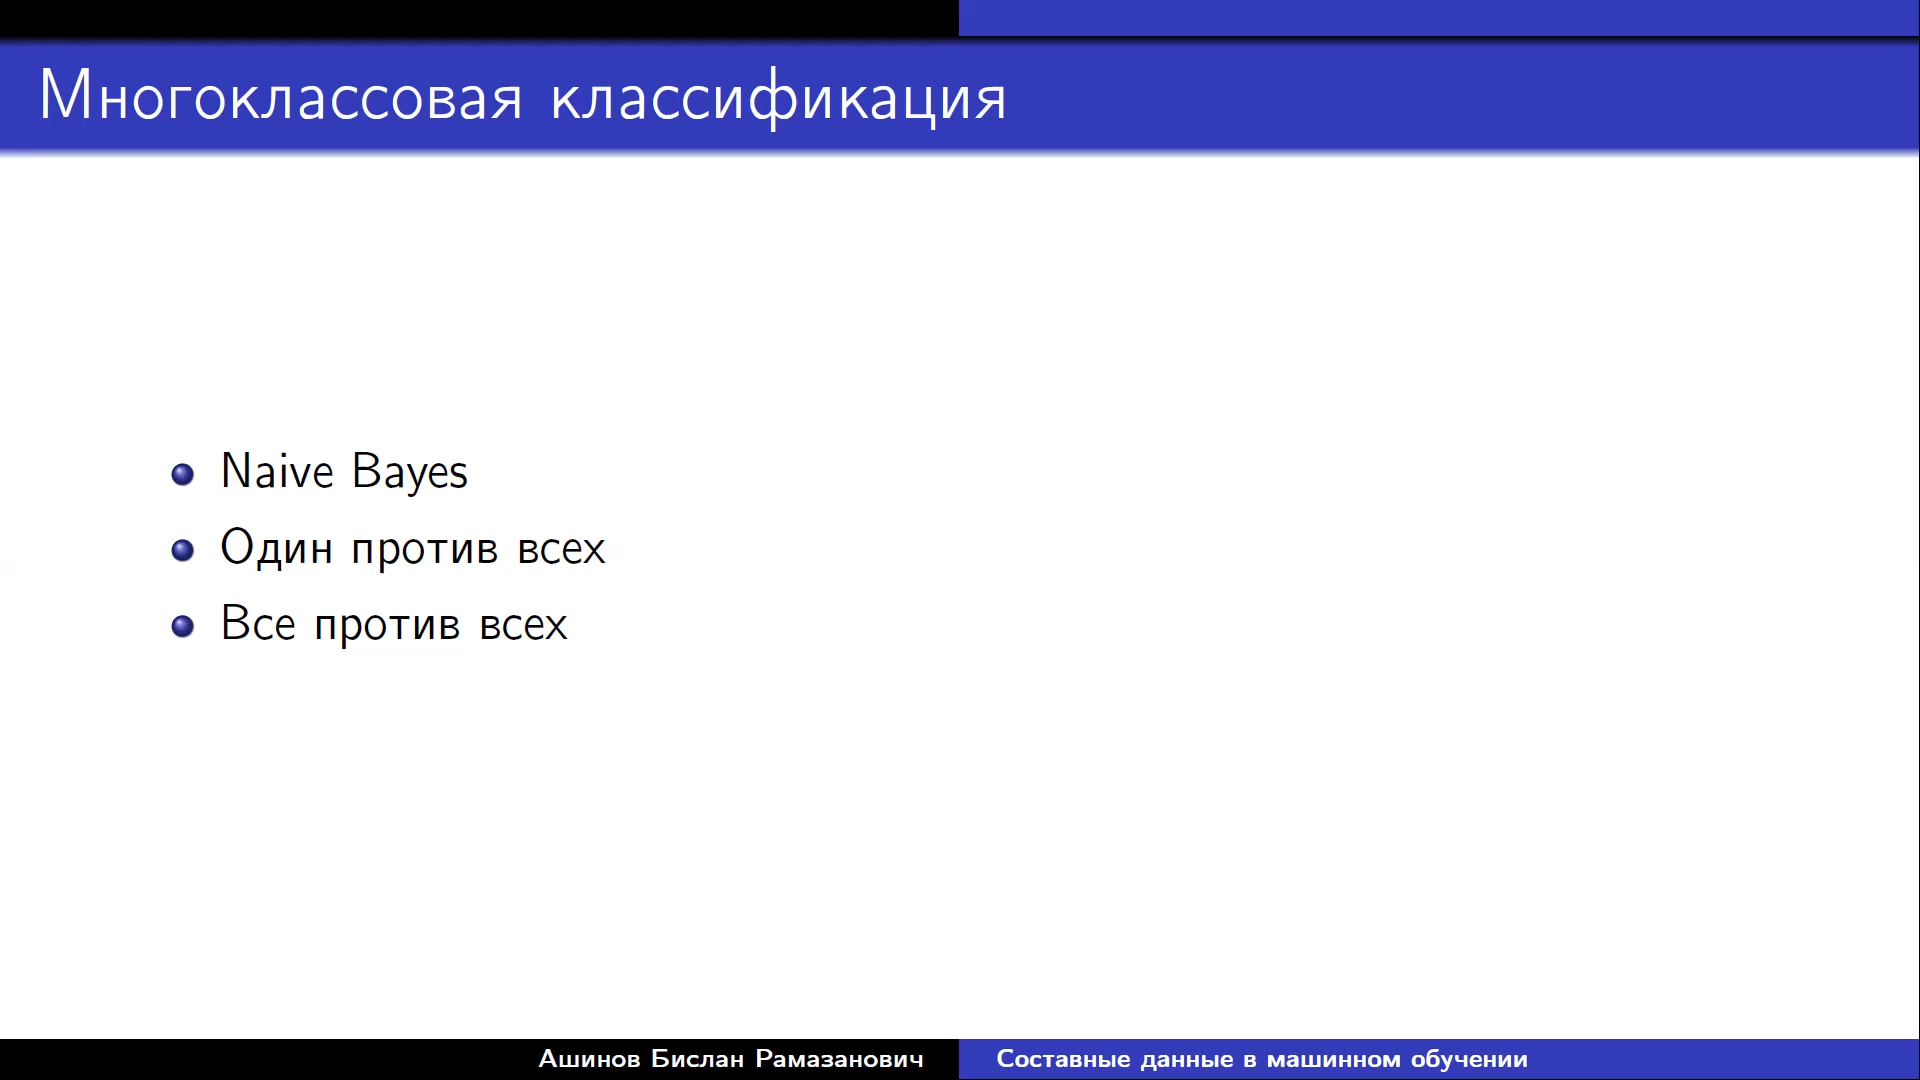 Многоклассовая классификация
Naive Bayes
Один против всех
Все против всех
Ашинов Бислан Рамазанович
Составные данные в машинном обучении